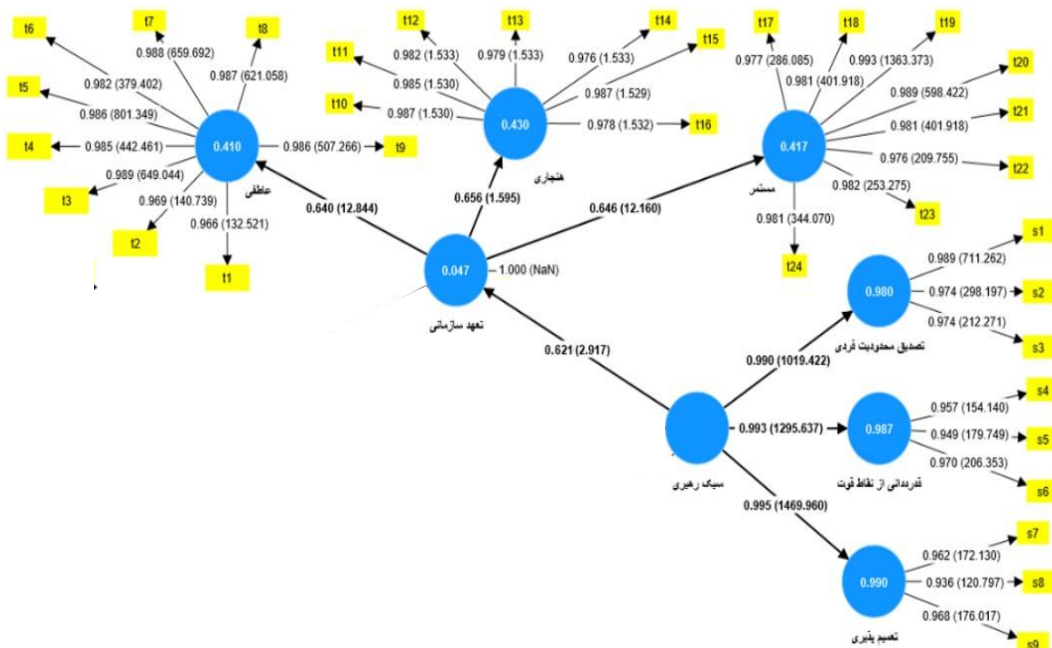 t6
t7
t8
t5
t4
t3
t2
t1
t9
0.982 (379.402)
0.988 (659.692)
0.987 (621.058)
0.986 (801.349)
0.985 (442.461)
0.989 (649.044)
0.969 (140.739)
0.966 (132.521)
0.986 (507.266)
0.410
عاطفی
t12
t13
t14
t11
t15
t10
t16
0.982 (1.533)
0.979 (1.533)
0.976 (1.533)
0.985 (1.530)
0.987 (1.529)
0.987 (1.530)
0.978 (1.532)
0.430
هنجاری
t17
t18
t19
t20
t21
t22
t23
t24
0.977 (286.085)
0.981 (401.918)
0.993 (1363.373)
0.989 (598.422)
0.981 (401.918)
0.976 (209.755)
0.982 (253.275)
0.981 (344.070)
0.417
مستمر
0.640 (12.844)
0.656 (1.595)
0.646 (12.160)
0.047
1.000 (NaN)
تعهد سازمانی
0.621 (2.917)
سبک رهبری
0.990 (1019.422)
0.993 (1295.637)
0.995 (1469.960)
0.980
تصدیق محدودیت فردی
0.989 (711.262)
0.974 (298.197)
0.974 (212.271)
s1
s2
s3
0.987
قدردانی از نقاط قوت
0.957 (154.140)
0.949 (179.749)
0.970 (206.353)
s4
s5
s6
0.990
تعمیم پذیری
0.962 (172.130)
0.936 (120.797)
0.968 (176.017)
s7
s8
s9